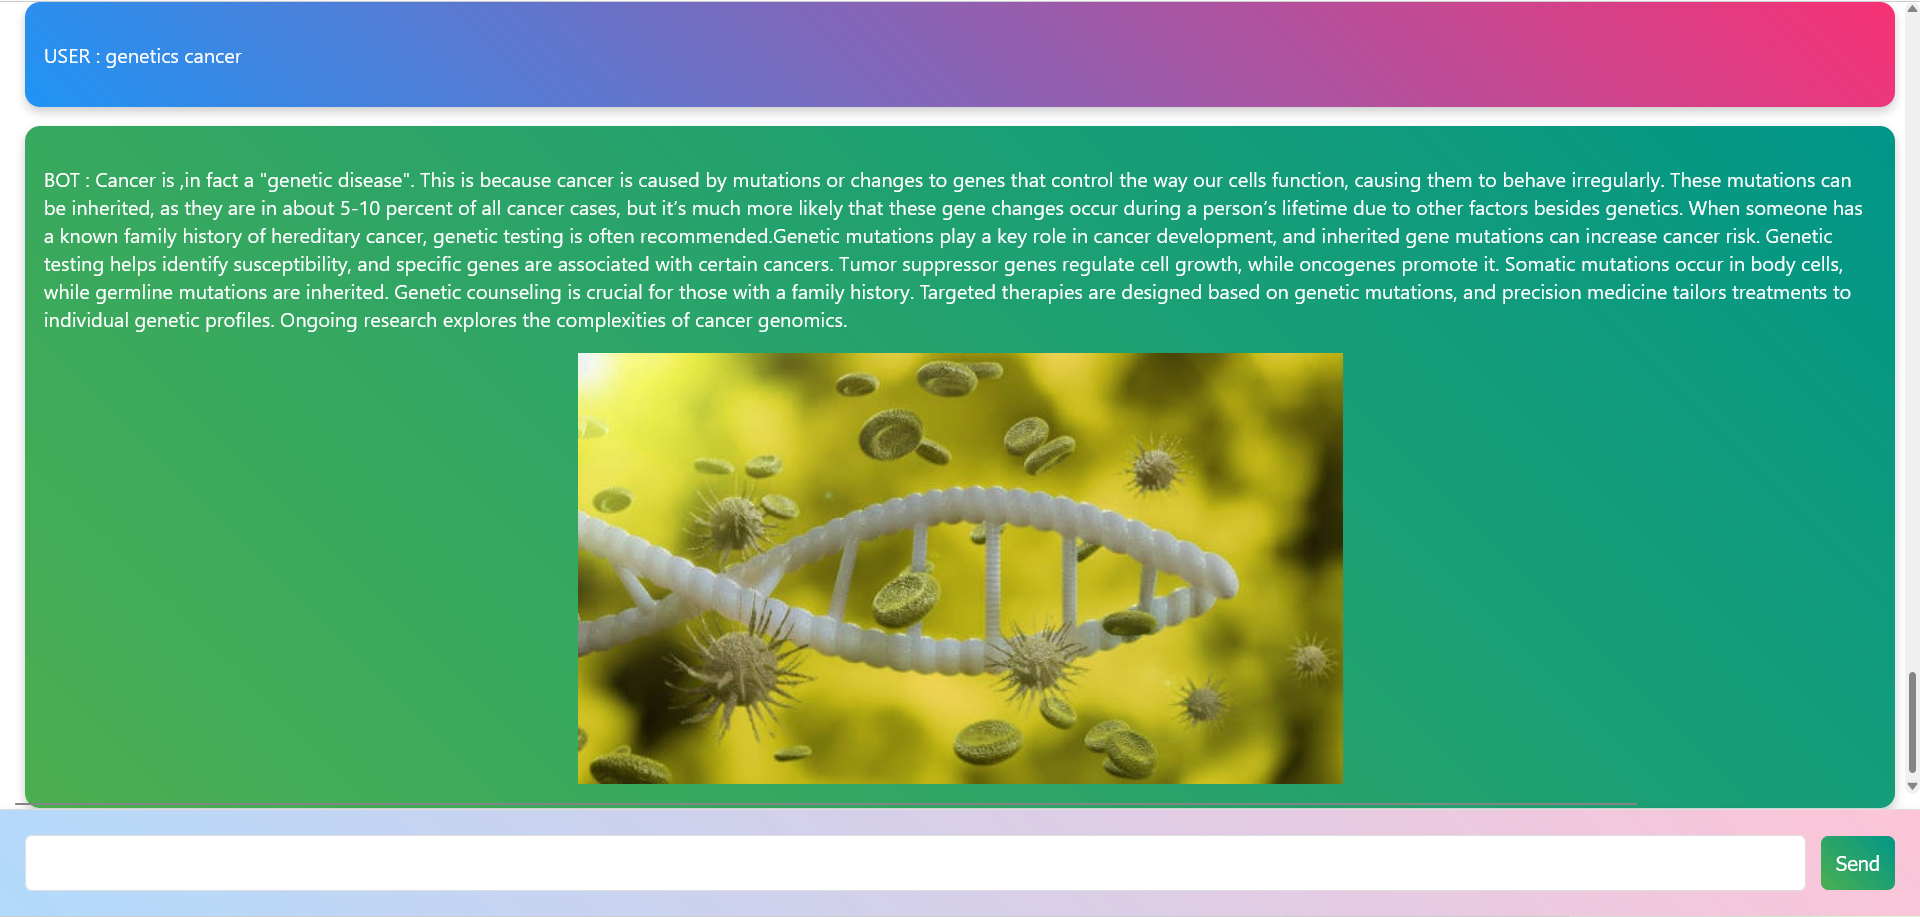 USER : genetics cancer
BOT : Cancer is ,in fact a "genetic disease". This is because cancer is caused by mutations or changes to genes that control the way our cells function, causing them to behave irregularly. These mutations can
be inherited, as they are in about 5-10 percent of all cancer cases, but it’s much more likely that these gene changes occur during a person’s lifetime due to other factors besides genetics. When someone has
a known family history of hereditary cancer, genetic testing is often recommended.Genetic mutations play a key role in cancer development, and inherited gene mutations can increase cancer risk. Genetic
testing helps identify susceptibility, and specific genes are associated with certain cancers. Tumor suppressor genes regulate cell growth, while oncogenes promote it. Somatic mutations occur in body cells,
while germline mutations are inherited. Genetic counseling is crucial for those with a family history. Targeted therapies are designed based on genetic mutations, and precision medicine tailors treatments to
individual genetic profiles. Ongoing research explores the complexities of cancer genomics.
Send